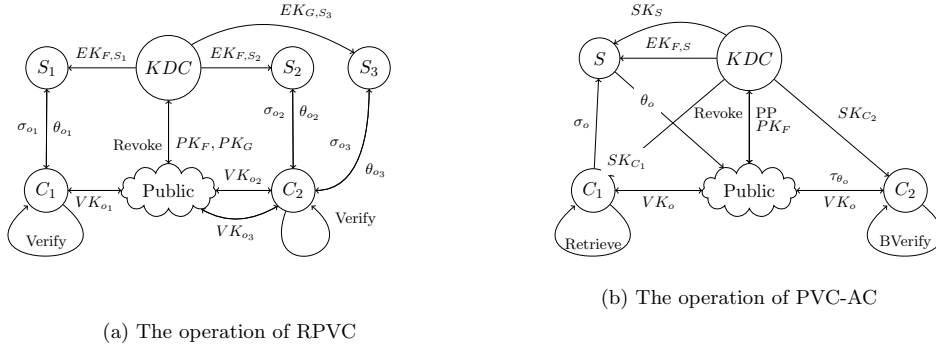 EK_{G,S_3}
EK_{F,S_1}
EK_{F,S_2}
S_1
KDC
S_2
S_3
σ_{o_1}
θ_{o_1}
σ_{o_2}
θ_{o_2}
σ_{o_3}
θ_{o_3}
Revoke
PK_F, PK_G
C_1
Public
C_2
VK_{o_1}
VK_{o_2}
VK_{o_3}
Verify
Verify
(a) The operation of RPVC
SK_S
EK_{F,S}
S
KDC
θ_o
σ_o
Revoke
PP
PK_F
SK_{C_2}
SK_{C_1}
C_1
Public
C_2
VK_o
τ_{θ_o}
VK_o
Retrieve
BVerify
(b) The operation of PVC-AC